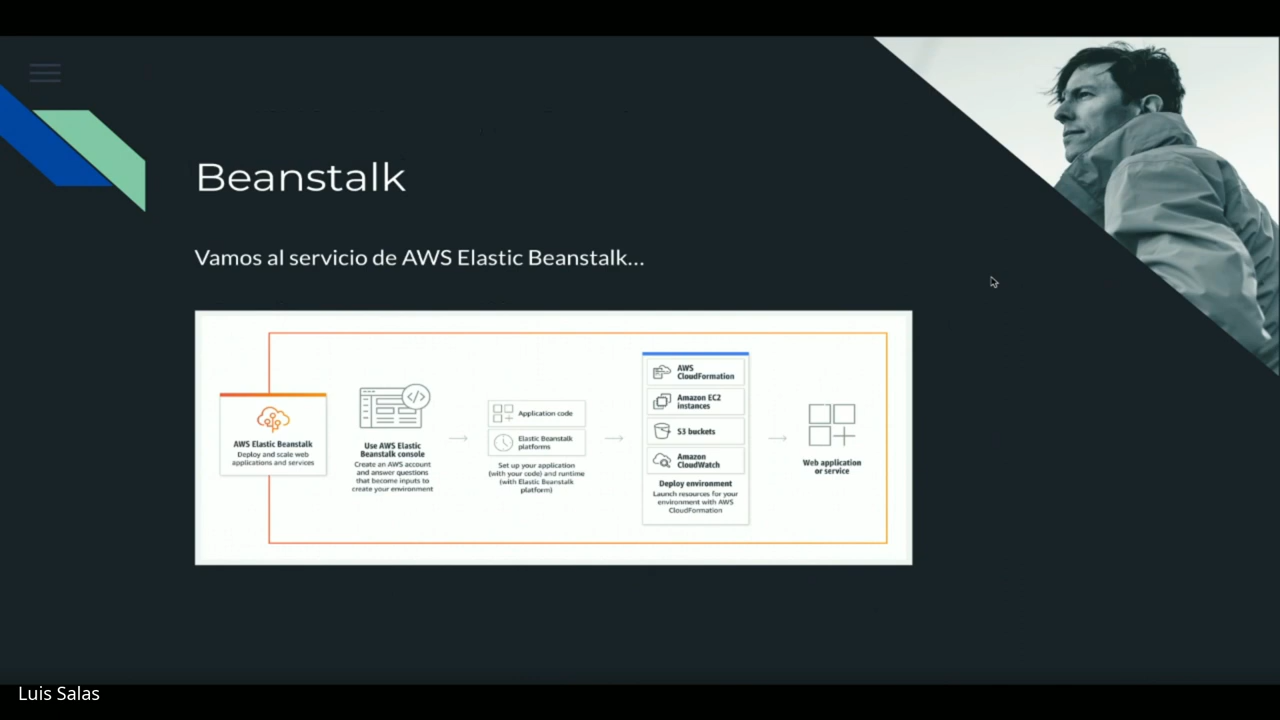 Beanstalk
Vamos al servicio de AWS Elastic Beanstalk...
AWS Elastic Beanstalk
Deploy and scale web
applications and services
Use AWS Elastic
Beanstalk console
Create an AWS account
and answer questions
that become inputs to
create your environment
Application code
Elastic Beanstalk
platforms
Set up your application
(with your code) and runtime
(with Elastic Beanstalk
platform)
AWS
CloudFormation
Amazon EC2
instances
S3 buckets
Amazon
CloudWatch
Deploy environment
Launch resources for your
environment with AWS
CloudFormation
Web application
or service
Luis Salas